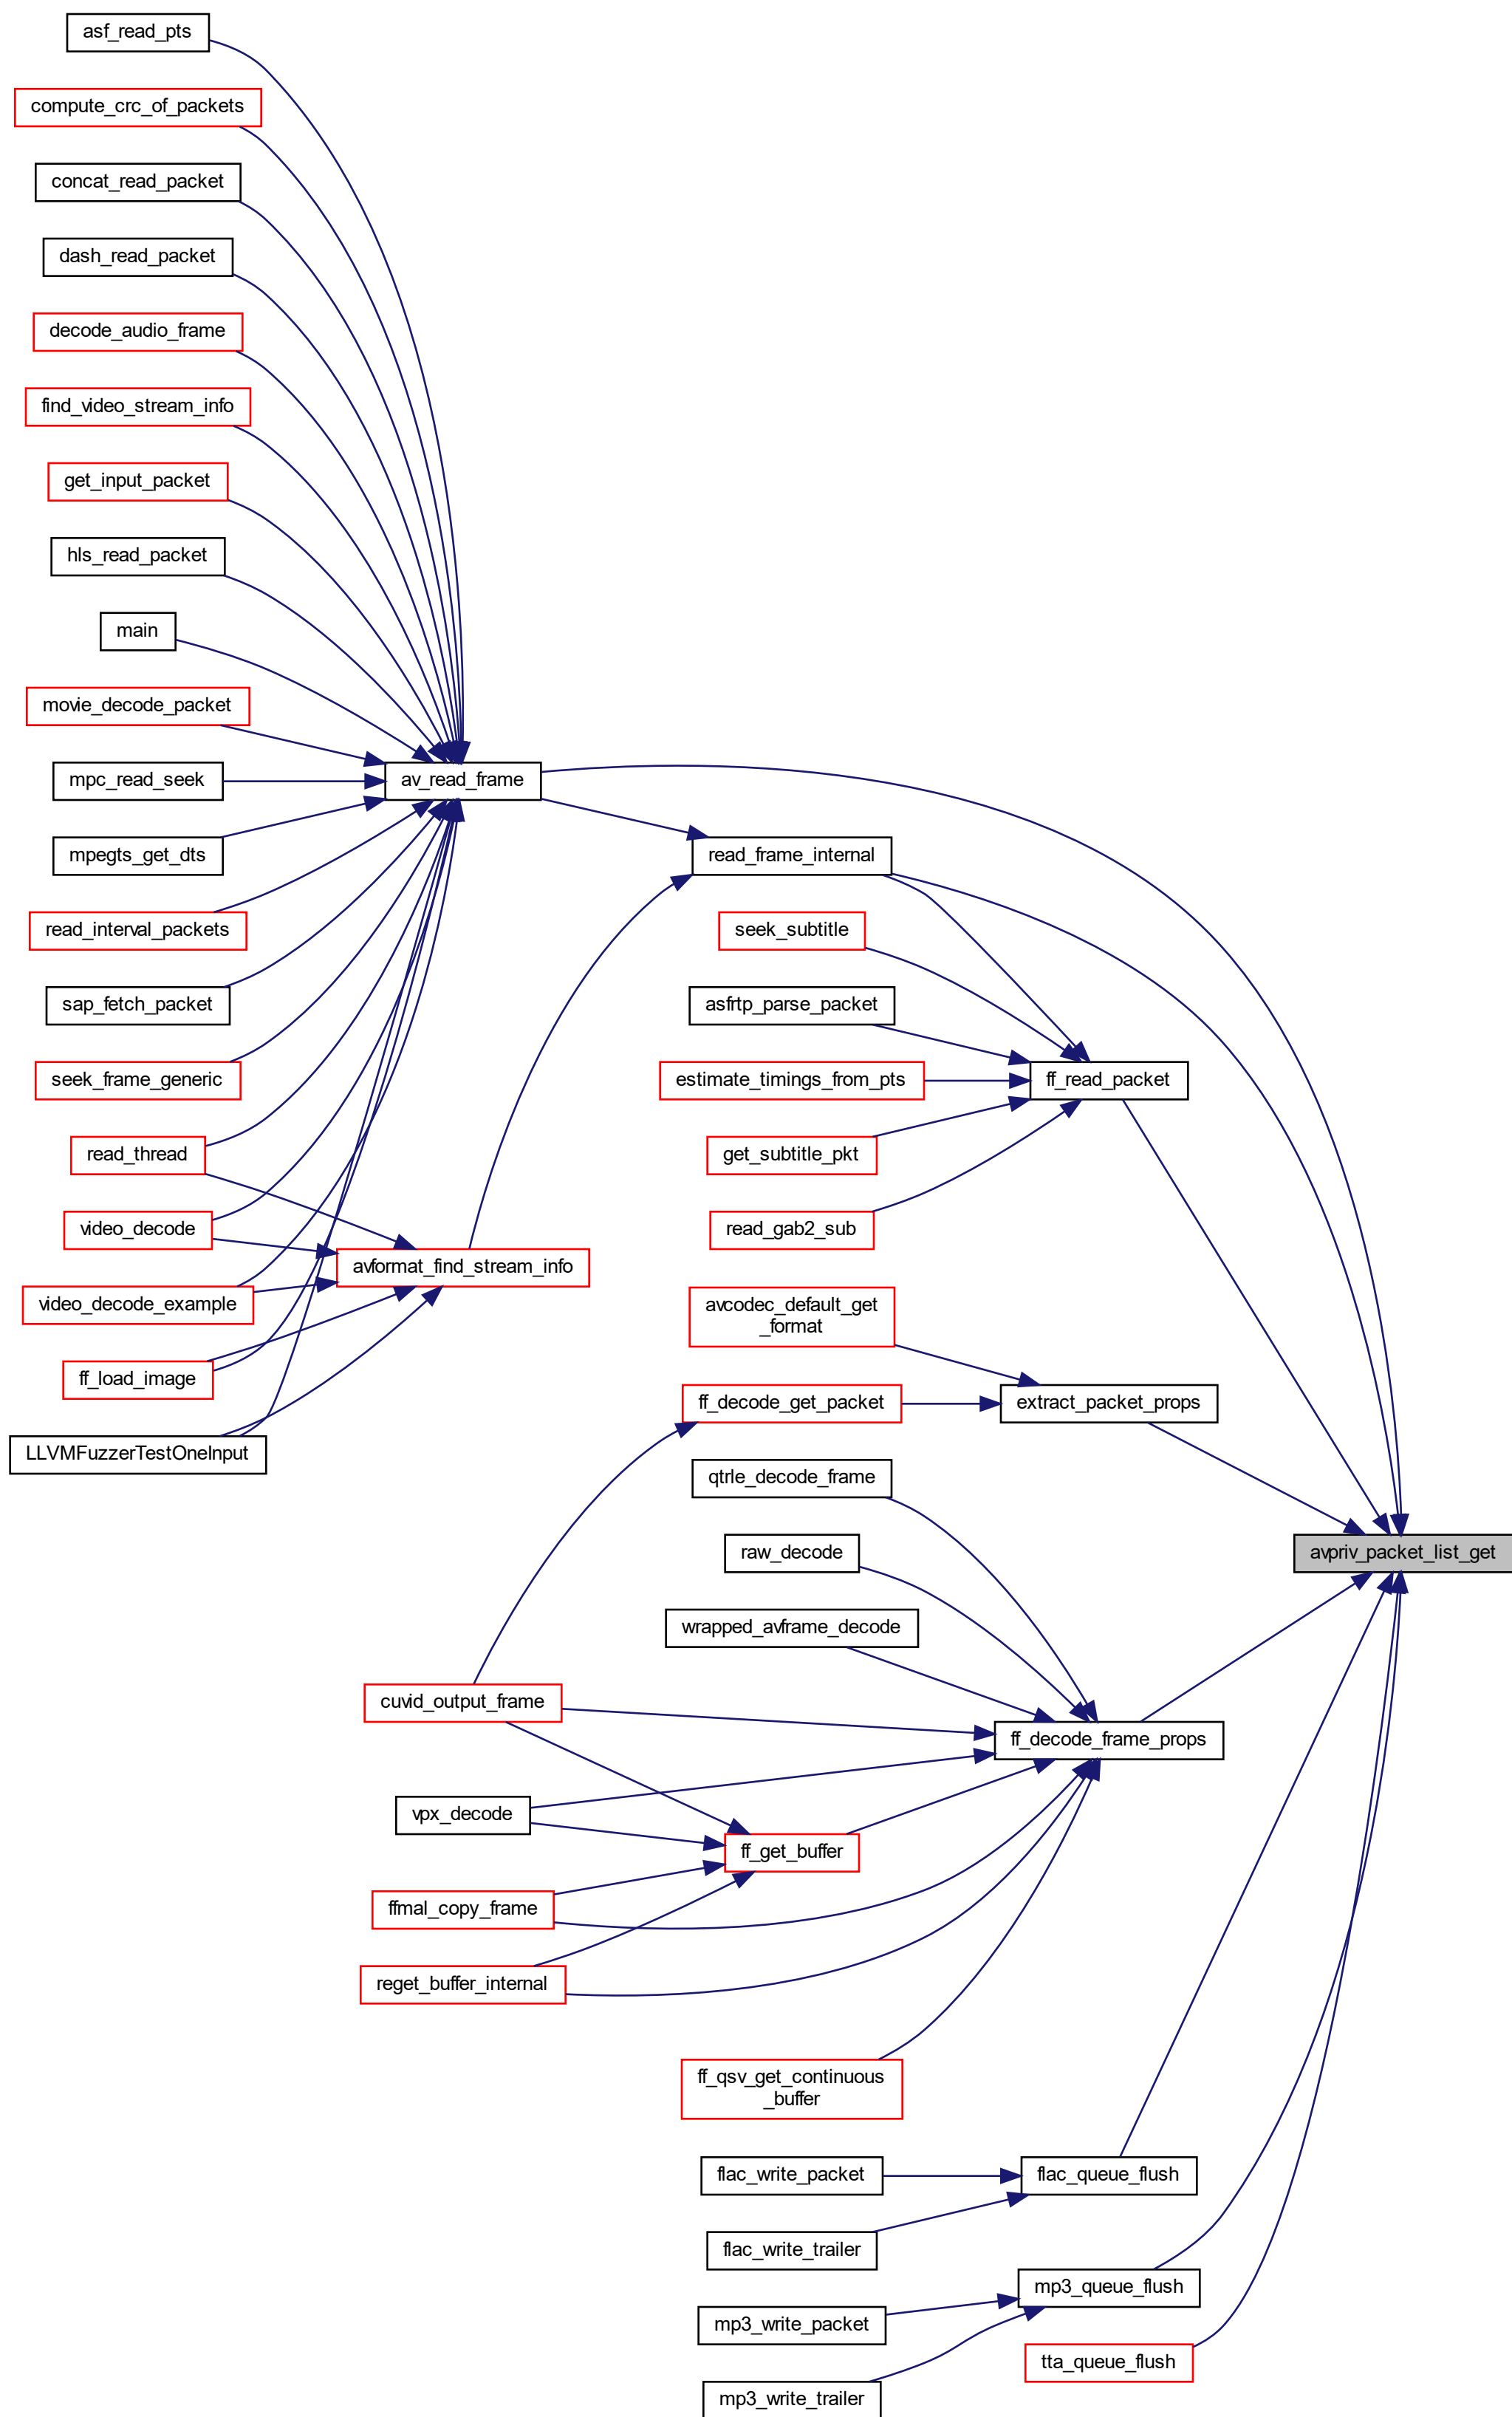 asf_read_pts
compute_crc_of_packets
concat_read_packet
dash_read_packet
decode_audio_frame
find_video_stream_info
get_input_packet
hls_read_packet
main
movie_decode_packet
mpc_read_seek
mpegts_get_dts
read_interval_packets
sap_fetch_packet
seek_frame_generic
read_thread
video_decode
video_decode_example
ff_load_image
LLVMFuzzerTestOneInput
av_read_frame
avformat_find_stream_info
cuvid_output_frame
vpx_decode
ffmal_copy_frame
reget_buffer_internal
read_frame_internal
seek_subtitle
asfrtp_parse_packet
estimate_timings_from_pts
get_subtitle_pkt
read_gab2_sub
avcodec_default_get
_format
ff_decode_get_packet
qtrle_decode_frame
raw_decode
wrapped_avframe_decode
ff_get_buffer
ff_qsv_get_continuous
_buffer
flac_write_packet
flac_write_trailer
mp3_write_packet
mp3_write_trailer
ff_read_packet
extract_packet_props
ff_decode_frame_props
flac_queue_flush
mp3_queue_flush
tta_queue_flush
avpriv_packet_list_get